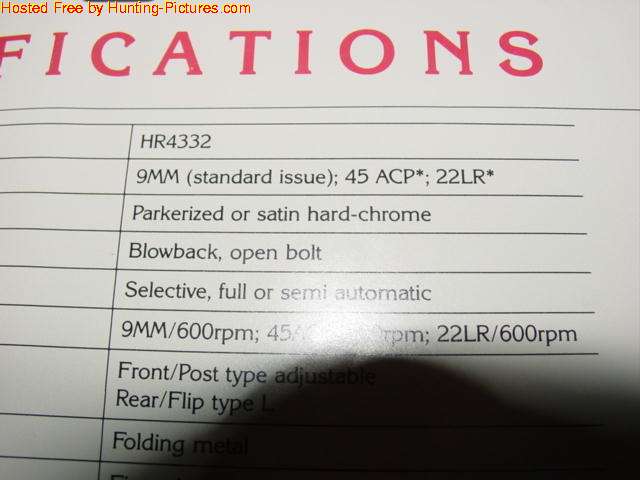 Hosted Free by Hunting-Pictures.com
FICATIONS
HR4332
9MM (standard issue); 45 ACP*; 22LR*
Parkerized or satin hard-chrome
Blowback, open bolt
Selective, full or semi automatic
9MM/600rpm; 22LR/600rpm
Front/Post type adjustable
Rear/Flip type L
Folding metal